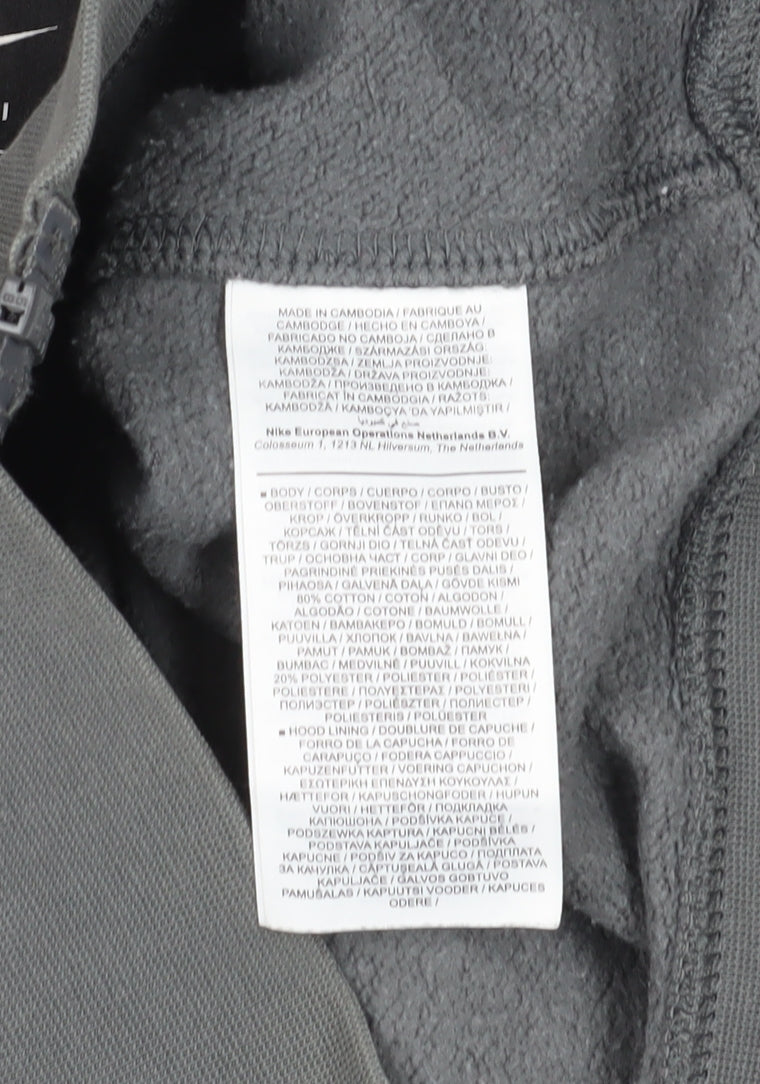 MADE IN CAMBODIA / FABRIQUE AU
CAMBODGE / HECHO EN CAMBOYA /
FABRICADO NO CAMBOJA / СДЕЛАНО В
КАМБОДЖЕ / SZÁRMAZÁSI ORSZÁG:
KAMBODZSA / ZEMLJA PROIZVODNJE:
KAMBODŽA / DRŽAVA PROIZVODNJE:
KAMBODŽA / ПРОИЗВЕДЕНО В КАМБОДЖА /
FABRICAT ÎN CAMBODGIA / RAŽOTS:
KAMBODŽĀ / KAMBOÇYA'DA YAPILMIŞTIR /
صنع في كمبوديا
Nike European Operations Netherlands B.V.
Colosseum 1, 1213 NL Hilversum, The Netherlands
■ BODY / CORPS / CUERPO / CORPO / BUSTO /
OBERSTOFF / BOVENSTOF / ΕΠΑΝΩ ΜΕΡΟΣ /
KROP / ÖVERKROPP / RUNKO / BOL /
КОРСАЖ / TĚLNÍ ČÁST ODĚVU / TORS /
TÖRZS / GORNJI DIO / TELNÁ ČASŤ ODEVU /
TRUP / ОСНОВНА ЧАСТ / CORP / GLAVNI DEO /
PAGRINDINĖ PRIEKINĖS PUSĖS DALIS /
PIHAOSA / GALVENĀ DAĻA / GÖVDE KISMI
80% COTTON / COTON / ALGODON /
ALGODÃO / COTONE / BAUMWOLLE /
KATOEN / ΒΑΜΒΑΚΕΡΟ / BOMULD / BOMULL /
PUUVILLA / ХЛОПОК / BAVLNA / BAWEŁNA /
PAMUT / PAMUK / BOMBAŽ / ПАМУК /
BUMBAC / MEDVILNĖ / PUUVILL / KOKVILNA
20% POLYESTER / POLIESTER / POLIÉSTER /
POLIESTERE / ΠΟΛΥΕΣΤΕΡΑΣ / POLYESTERI /
ПОЛИЭСТЕР / POLIÉSZTER / ПОЛИЕСТЕР /
POLIESTERIS / POLÜESTER
■ HOOD LINING / DOUBLURE DE CAPUCHE /
FORRO DE LA CAPUCHA / FORRO DE
CARAPUÇO / FODERA CAPPUCCIO /
KAPUZENFUTTER / VOERING CAPUCHON /
ΕΣΩΤΕΡΙΚΗ ΕΠΕΝΔΥΣΗ ΚΟΥΚΟΥΛΑΣ /
HÆTTEFOR / KAPUSCHONGFODER / HUPUN
VUORI / HETTEFÔR / ПОДКЛАДКА
КАПЮШОНА / PODŠÍVKA KAPUCE /
PODSZEWKA KAPTURA / KAPUCNI BÉLÉS /
PODSTAVA KAPULJAČE / PODŠÍVKA
KAPUCNE / PODŠIV ZA KAPUCO / ПОДПЛАТА
ЗА КАЧУЛКА / CĂPTUŞEALĂ GLUGĂ / POSTAVA
KAPULJAČE / GALVOS GOBTUVO
PAMUŠALAS / KAPUUTSI VOODER / KAPUCES
ODERE /